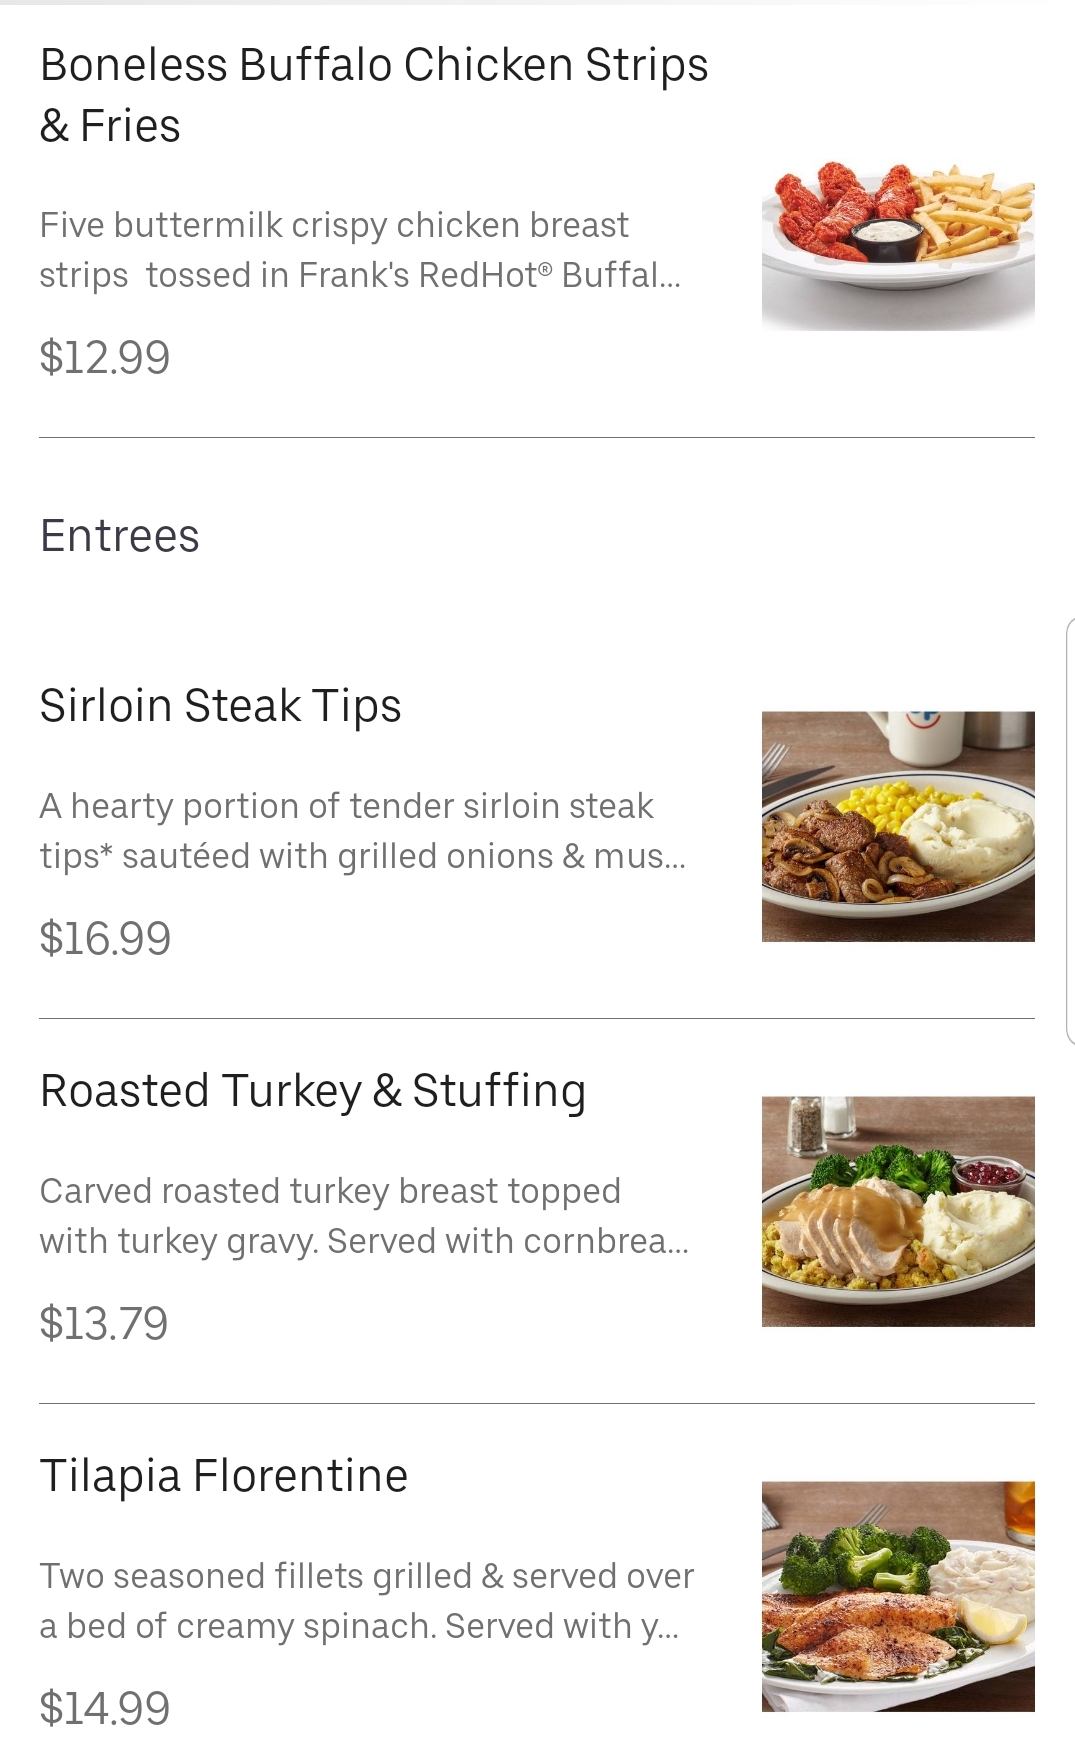 Boneless Buffalo Chicken Strips
& Fries
Five buttermilk crispy chicken breast
strips  tossed in Frank's RedHot® Buffal...
$12.99
Entrees
Sirloin Steak Tips
A hearty portion of tender sirloin steak
tips* sautéed with grilled onions & mus...
$16.99
Roasted Turkey & Stuffing
Carved roasted turkey breast topped
with turkey gravy. Served with cornbrea...
$13.79
Tilapia Florentine
Two seasoned fillets grilled & served over
a bed of creamy spinach. Served with y...
$14.99